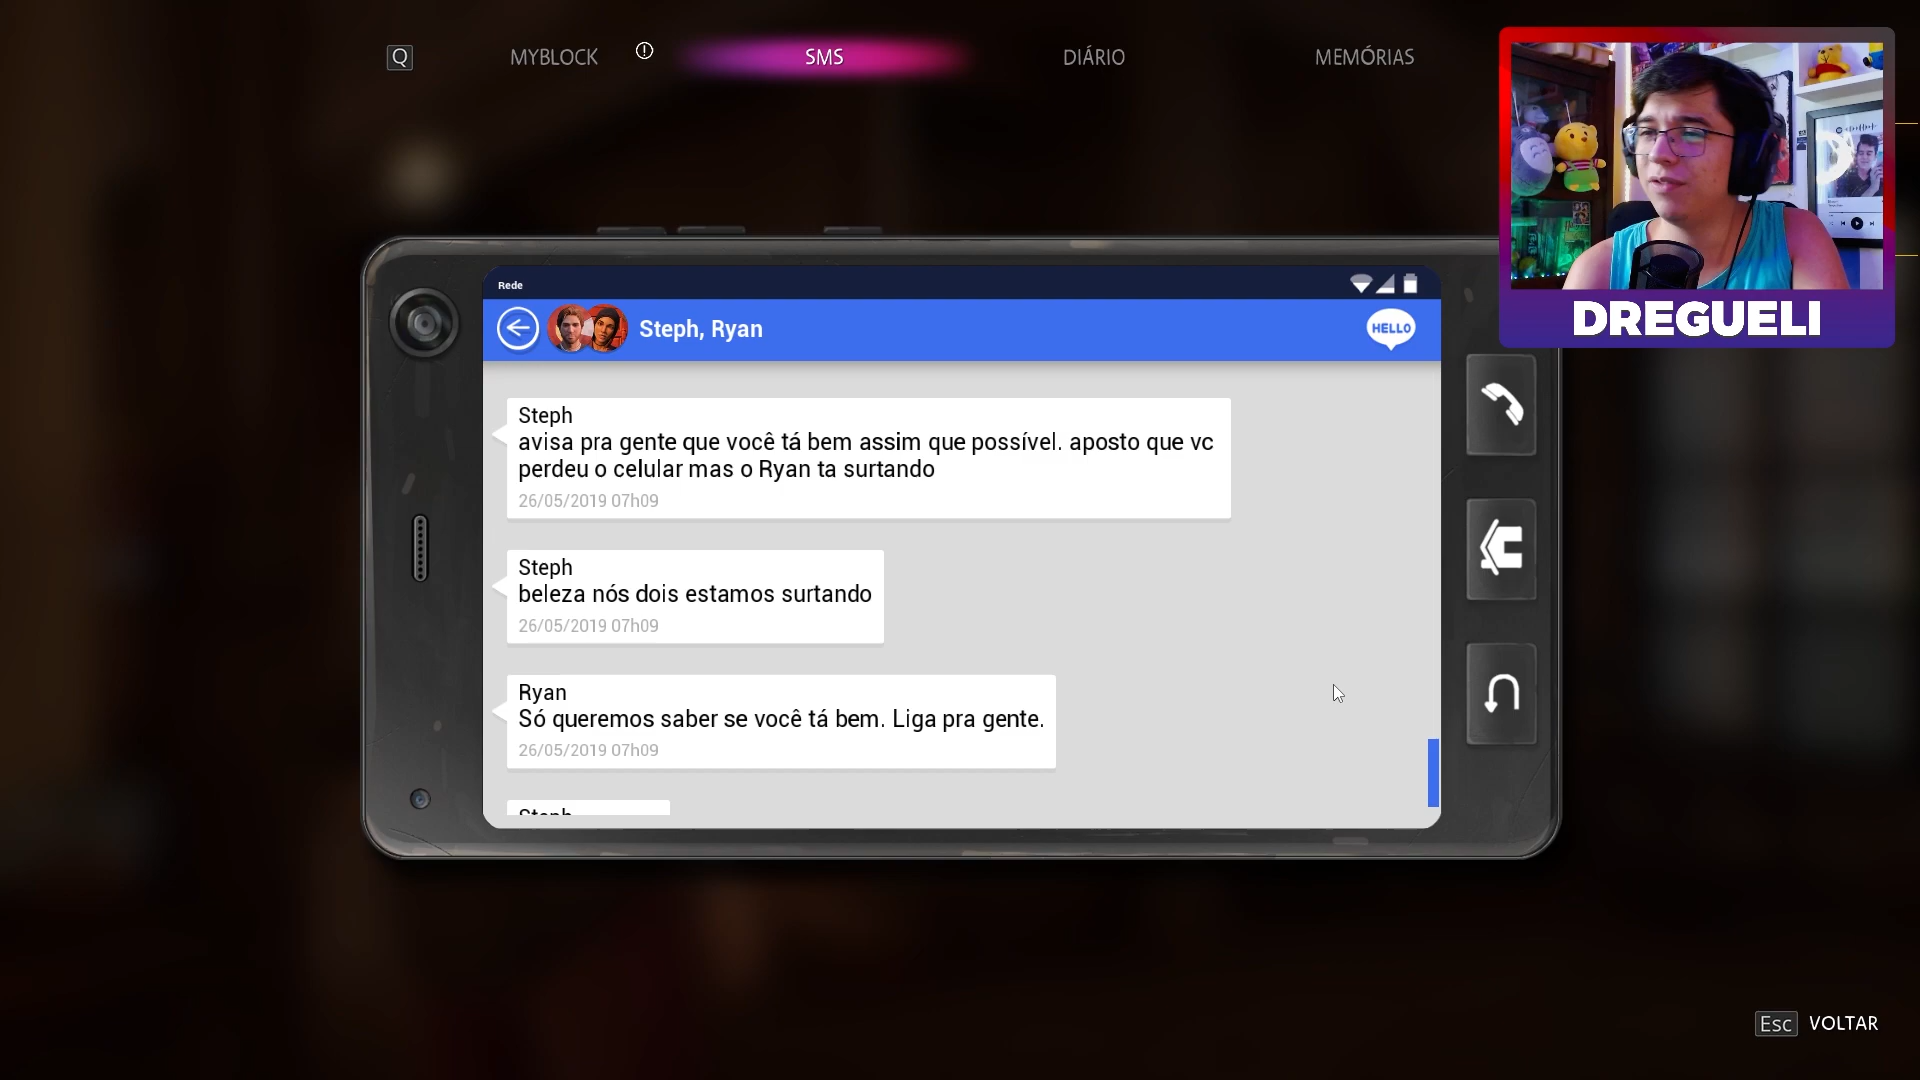 Q
MYBLOCK
SMS
DIÁRIO
MEMÓRIAS
DREGUELI
Rede
Steph, Ryan
HELLO
Steph
avisa pra gente que você tá bem assim que possível. aposto que vc
perdeu o celular mas o Ryan ta surtando
26/05/2019 07h09
Steph
beleza nós dois estamos surtando
26/05/2019 07h09
Ryan
Só queremos saber se você tá bem. Liga pra gente.
26/05/2019 07h09
Steph
Esc VOLTAR